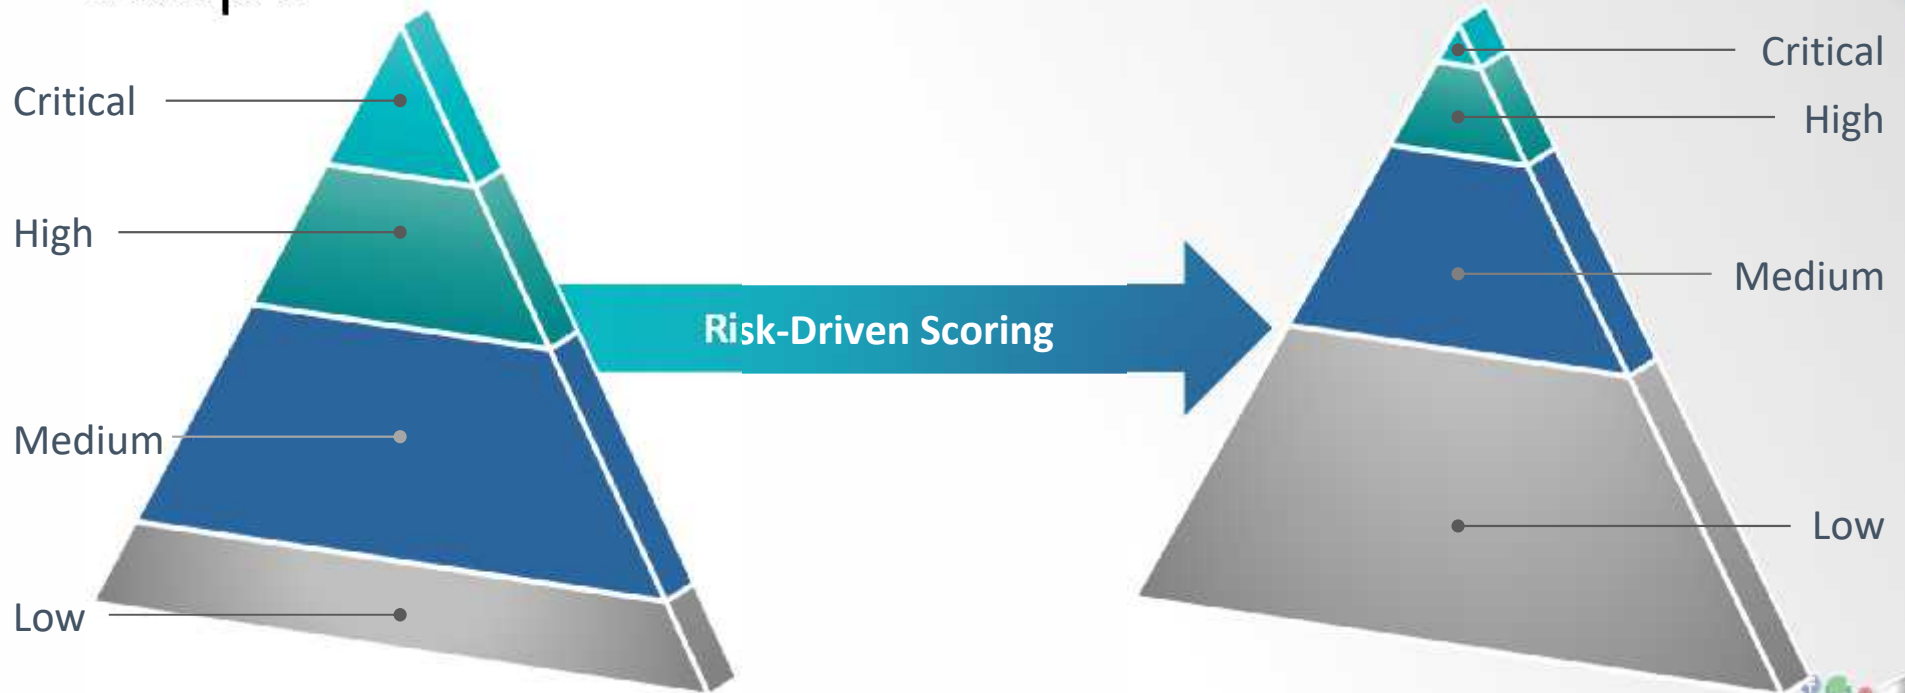 Critical
High
Medium
Low
Risk-Driven Scoring
Critical
High
Medium
Low